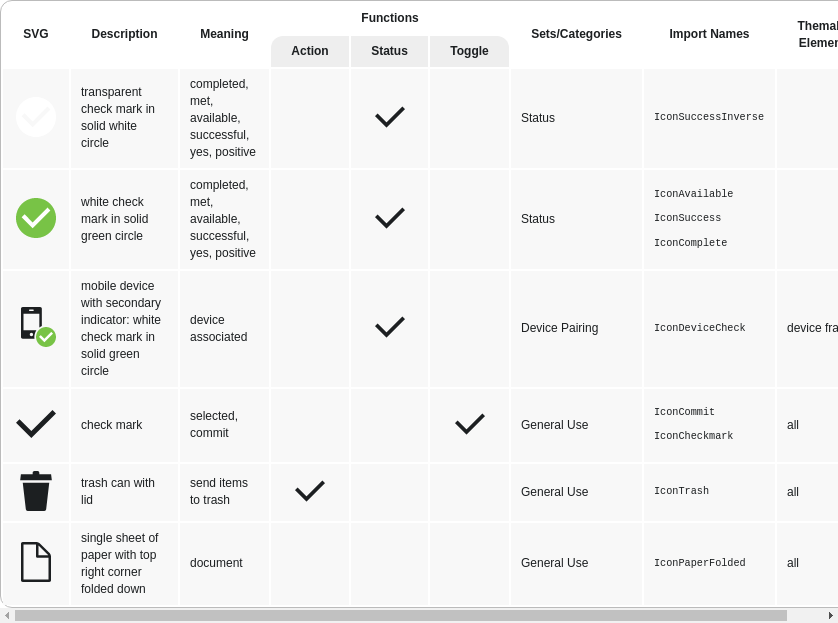 SVG
Description
Meaning
Functions
Action
Status
Toggle
Sets/Categories
Import Names
transparent
check mark in
solid white
circle
completed,
met,
available,
successful,
yes, positive
Status
IconSuccessInverse
white check
mark in solid
green circle
completed,
met,
available,
successful,
yes, positive
Status
IconAvailable
IconSuccess
IconComplete
mobile device
with secondary
indicator: white
check mark in
solid green
circle
device
associated
Device Pairing
IconDeviceCheck
device fra
check mark
selected,
commit
General Use
IconCommit
IconCheckmark
all
trash can with
lid
send items
to trash
General Use
IconTrash
all
single sheet of
paper with top
right corner
folded down
document
General Use
IconPaperFolded
all